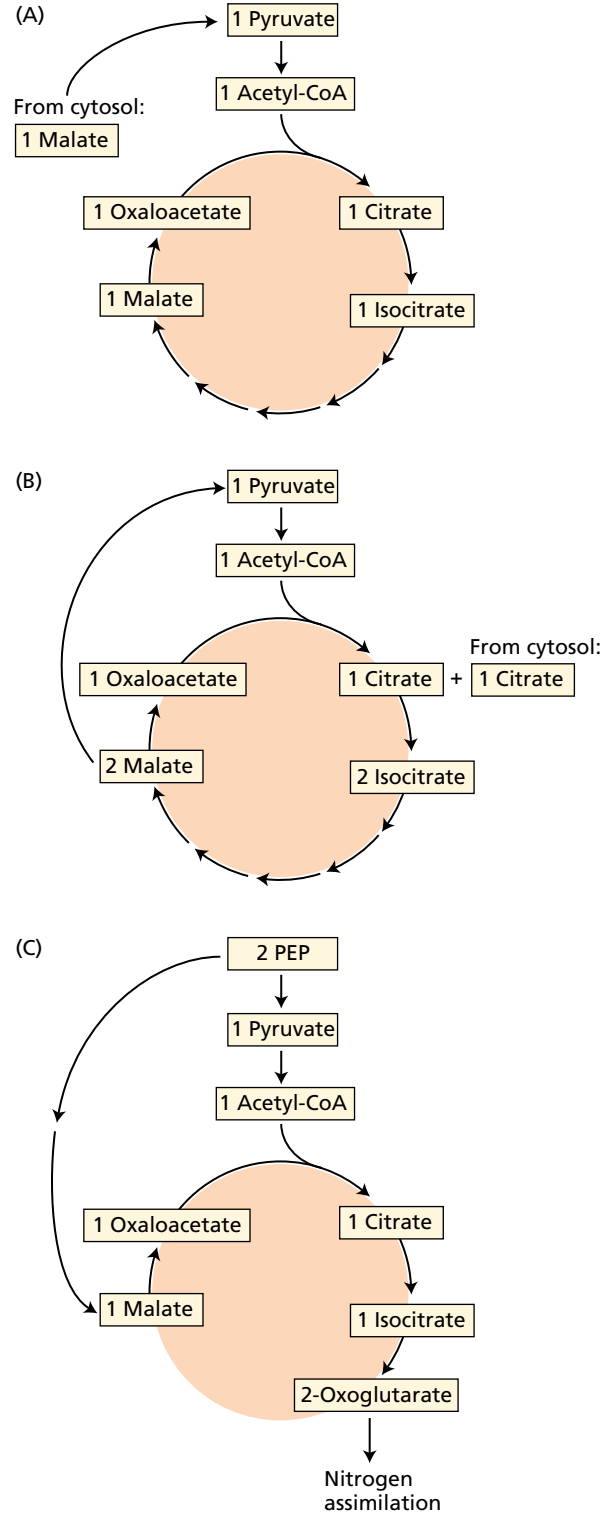 (A)
1 Pyruvate
1 Acetyl-CoA
From cytosol:
1 Malate
1 Oxaloacetate
1 Citrate
1 Malate
1 Isocitrate
(B)
1 Pyruvate
1 Acetyl-CoA
From cytosol:
1 Oxaloacetate
1 Citrate + 1 Citrate
2 Malate
2 Isocitrate
(C)
2 PEP
1 Pyruvate
1 Acetyl-CoA
1 Oxaloacetate
1 Citrate
1 Malate
1 Isocitrate
2-Oxoglutarate
Nitrogen
assimilation